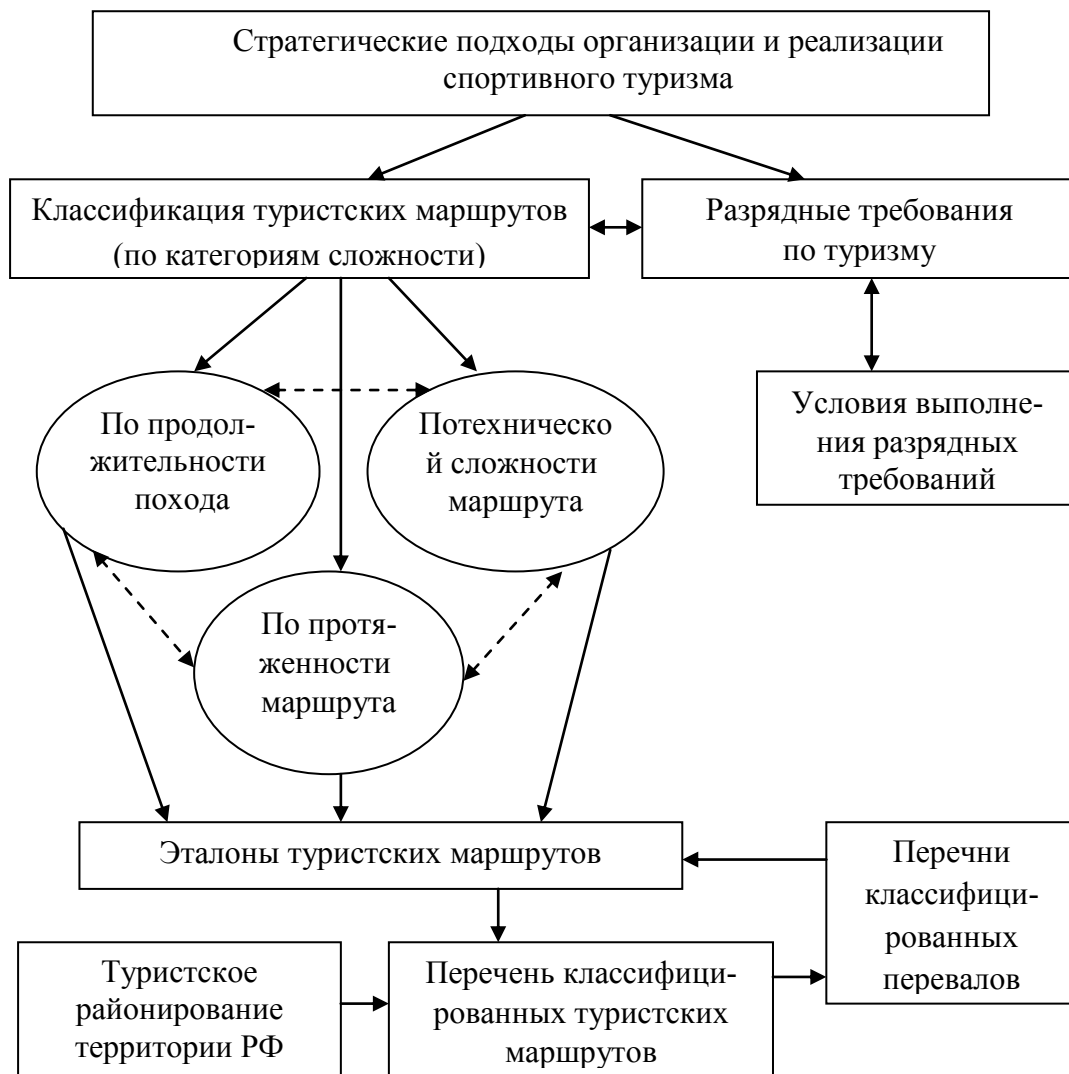 Стратегические подходы организации и реализации
спортивного туризма
Классификация туристских маршрутов
(по категориям сложности)
Разрядные требования
по туризму
По продол-
жительности
похода
Потехническо
й сложности
маршрута
Условия выполне-
ния разрядных
требований
По протя-
женности
маршрута
Эталоны туристских маршрутов
Перечни
классифици-
рованных
перевалов
Туристское
районирование
территории РФ
Перечень классифици-
рованных туристских
маршрутов